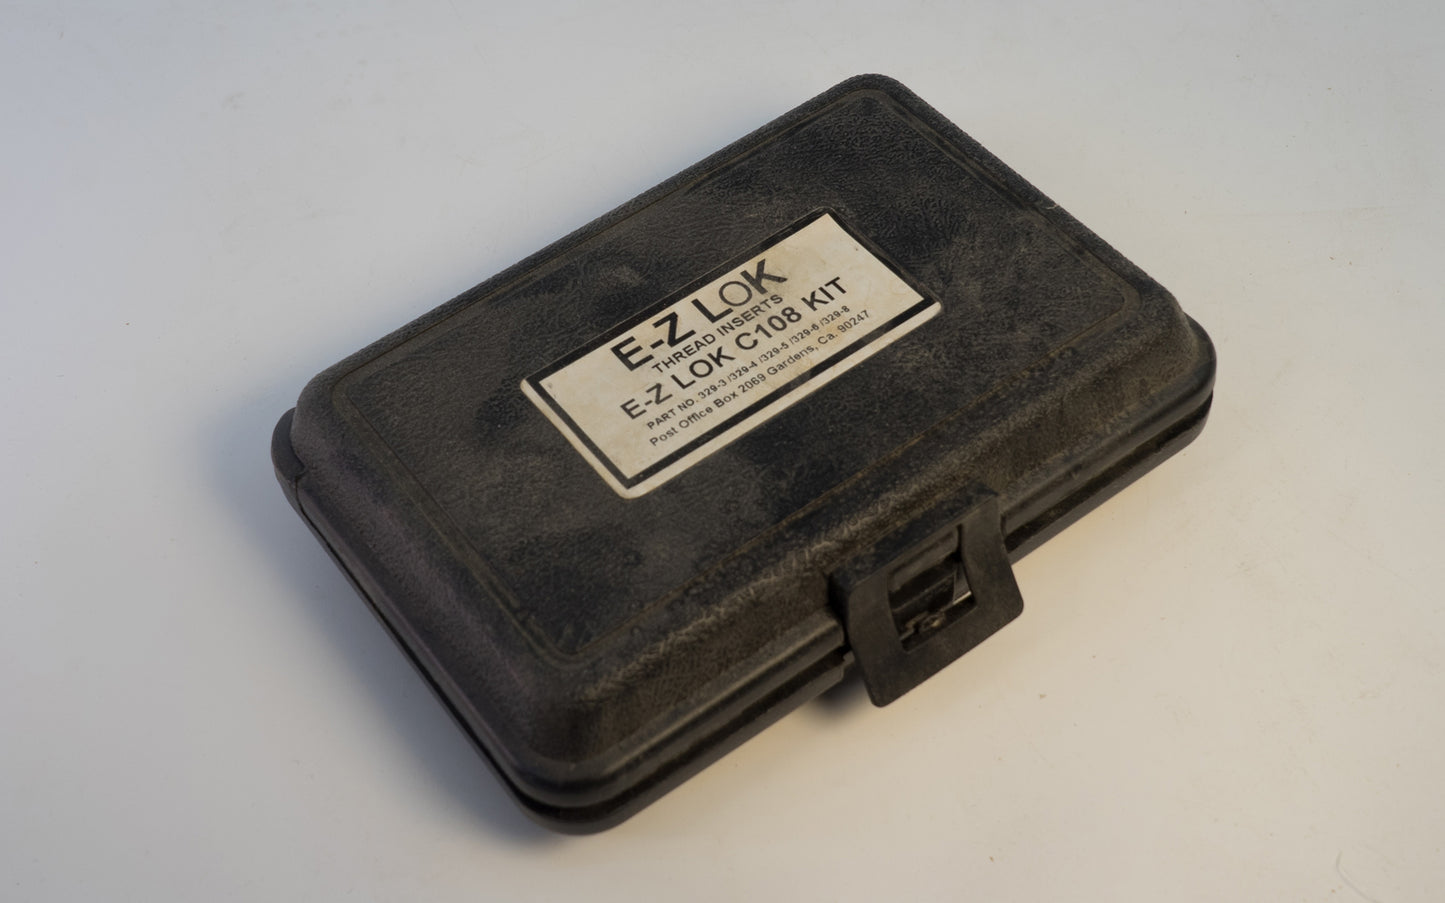 E-Z LOK
THREAD INSERTS
E-Z LOK C108 KIT
PART NO. 329-3 /329-4 /329-5 /329-6 /329-8
Post Office Box 2069 Gardens, Ca. 90247